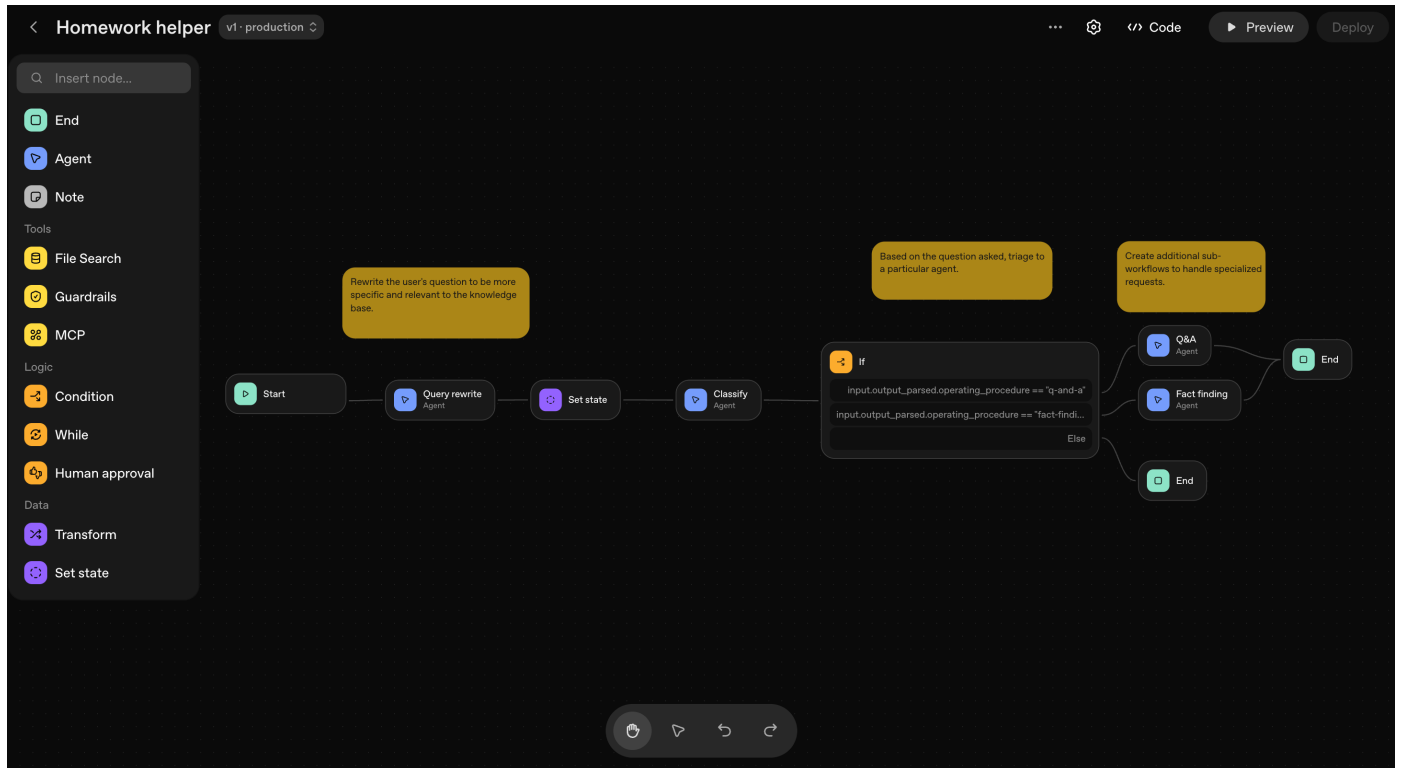 Homework helper
v1 · production
Code
Preview
Deploy
Insert node...
End
Agent
Note
Tools
File Search
Guardrails
MCP
Logic
Condition
While
Human approval
Data
Transform
Set state
Rewrite the user's question to be more
specific and relevant to the knowledge
base.
Based on the question asked, triage to
a particular agent.
Create additional sub-
workflows to handle specialized
requests.
Start
Query rewrite
Agent
Set state
Classify
Agent
If
input.output_parsed.operating_procedure == "q-and-a"
input.output_parsed.operating_procedure == "fact-findi...
Else
Q&A
Agent
Fact finding
Agent
End
End